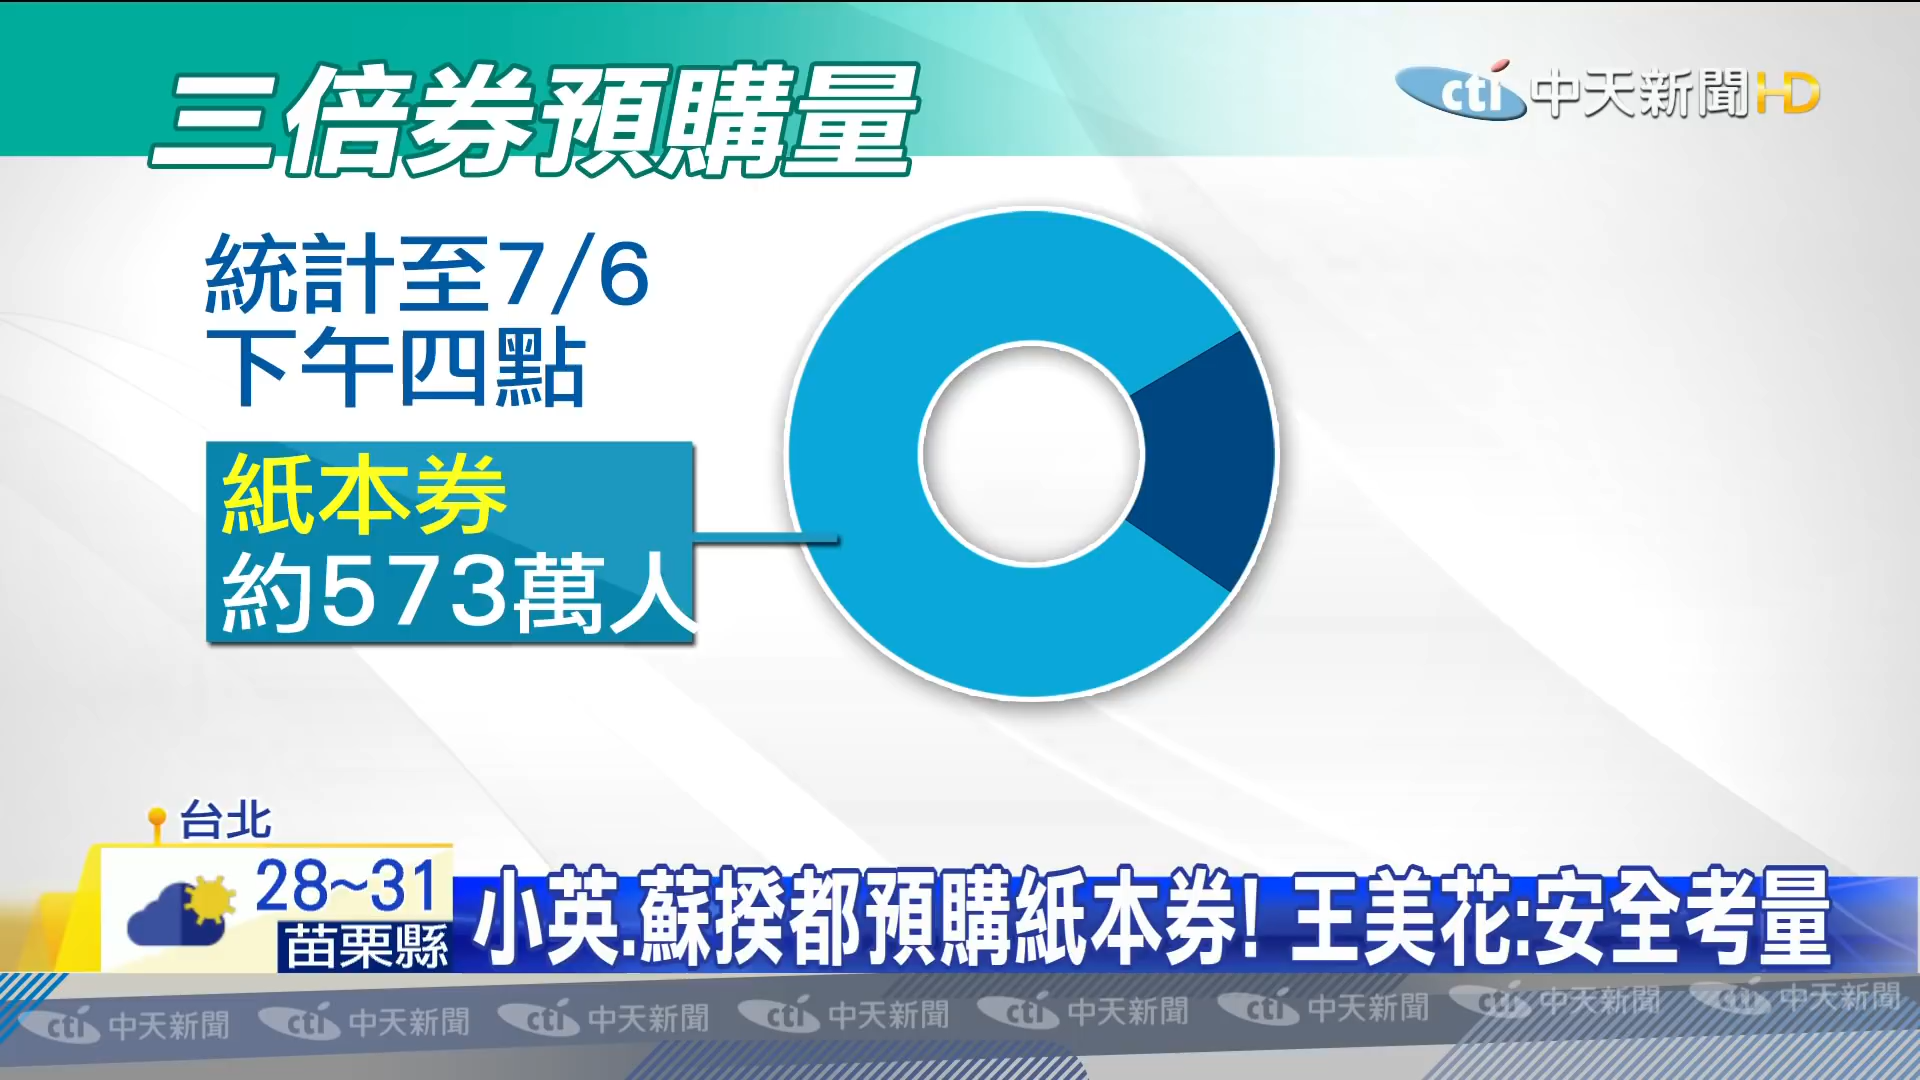 三倍券預購量
cti 中天新聞HD
統計至7/6
下午四點
紙本券
約573萬人
台北
28~31
苗栗縣
小英.蘇揆都預購紙本券! 王美花:安全考量
cti 中天新聞 cti 中天新聞 cti 中天新聞 cti 中天新聞 cti 中天新聞 cti 中天新聞 cti 中天新聞 cti 中天新聞